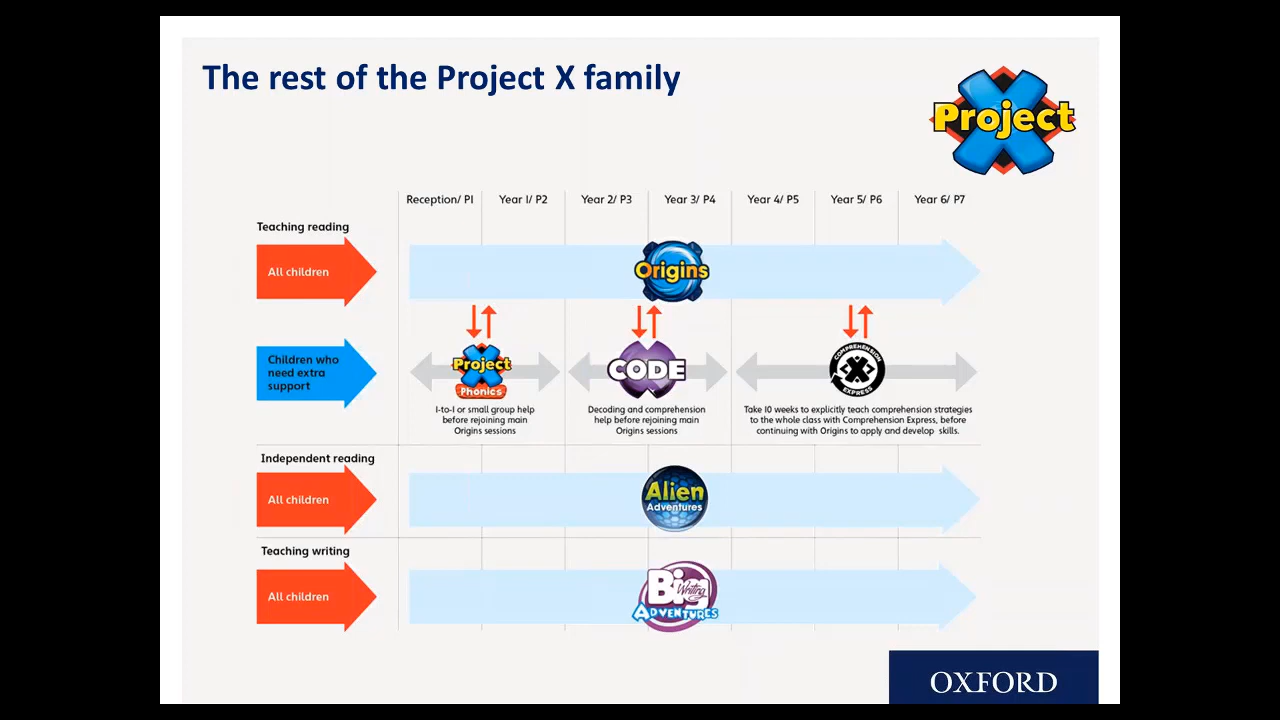 The rest of the Project X family
Project X
Reception/ P1
Year 1/ P2
Year 2/ P3
Year 3/ P4
Year 4/ P5
Year 5/ P6
Year 6/ P7
Teaching reading
All children
Origins
Children who
need extra
support
Project X
Phonics
CODE
COMPREHENSION
X
EXPRESS
1-to-1 or small group help
before rejoining main
Origins sessions
Decoding and comprehension
help before rejoining main
Origins sessions
Take 10 weeks to explicitly teach comprehension strategies
to the whole class with Comprehension Express, before
continuing with Origins to apply and develop skills.
Independent reading
All children
Alien
Adventures
Teaching writing
All children
Big
Writing
ADVENTURES
OXFORD